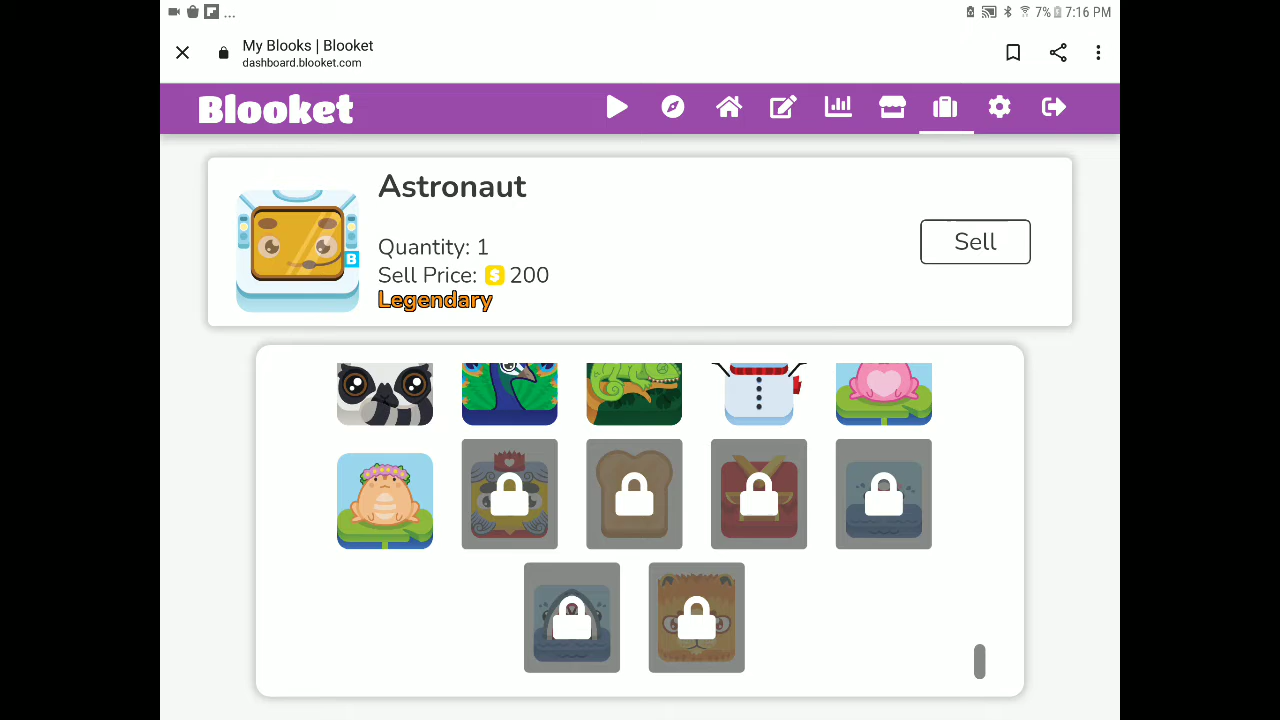 ... 7% 7:16 PM
My Blooks | Blooket
dashboard.blooket.com
Blooket
Astronaut
Quantity: 1
Sell Price: $ 200
Legendary
Sell
B